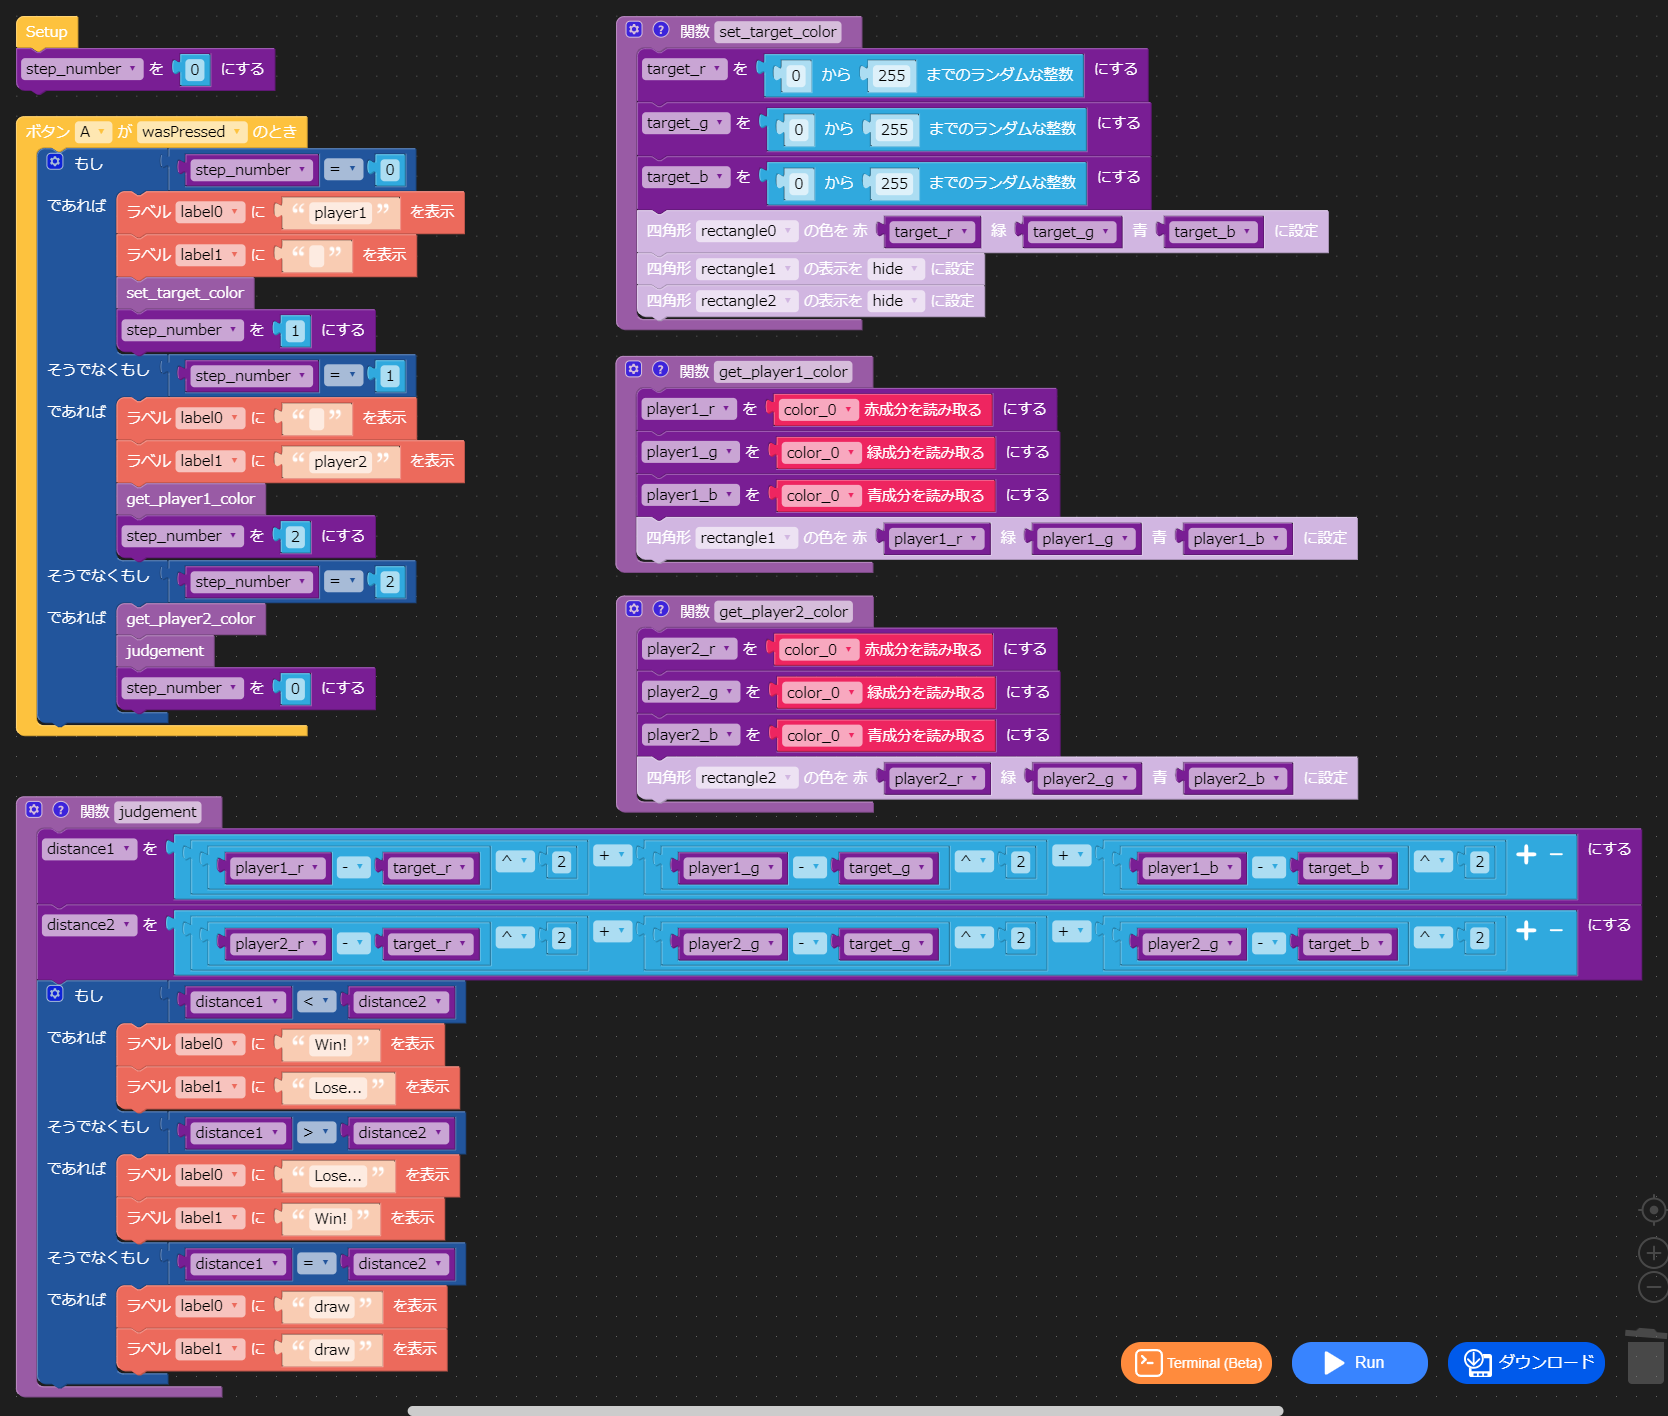 Setup
step_number を 0 にする
ボタン A が wasPressed のとき
もし step_number = 0
であれば ラベル label0 に “ player1 ” を表示
ラベル label1 に “ ” を表示
set_target_color
step_number を 1 にする
そうでなくもし step_number = 1
であれば ラベル label0 に “ ” を表示
ラベル label1 に “ player2 ” を表示
get_player1_color
step_number を 2 にする
そうでなくもし step_number = 2
であれば get_player2_color
judgement
step_number を 0 にする
? 関数 set_target_color
target_r を 0 から 255 までのランダムな整数 にする
target_g を 0 から 255 までのランダムな整数 にする
target_b を 0 から 255 までのランダムな整数 にする
四角形 rectangle0 の色を 赤 target_r 緑 target_g 青 target_b に設定
四角形 rectangle1 の表示を hide に設定
四角形 rectangle2 の表示を hide に設定
? 関数 get_player1_color
player1_r を color_0 赤成分を読み取る にする
player1_g を color_0 緑成分を読み取る にする
player1_b を color_0 青成分を読み取る にする
四角形 rectangle1 の色を 赤 player1_r 緑 player1_g 青 player1_b に設定
? 関数 get_player2_color
player2_r を color_0 赤成分を読み取る にする
player2_g を color_0 緑成分を読み取る にする
player2_b を color_0 青成分を読み取る にする
四角形 rectangle2 の色を 赤 player2_r 緑 player2_g 青 player2_b に設定
? 関数 judgement
distance1 を player1_r - target_r ^ 2 + player1_g - target_g ^ 2 + player1_b - target_b ^ 2 + - にする
distance2 を player2_r - target_r ^ 2 + player2_g - target_g ^ 2 + player2_g - target_b ^ 2 + - にする
もし distance1 < distance2
であれば ラベル label0 に “ Win! ” を表示
ラベル label1 に “ Lose... ” を表示
そうでなくもし distance1 > distance2
であれば ラベル label0 に “ Lose... ” を表示
ラベル label1 に “ Win! ” を表示
そうでなくもし distance1 = distance2
であれば ラベル label0 に “ draw ” を表示
ラベル label1 に “ draw ” を表示
Terminal (Beta) Run ダウンロード